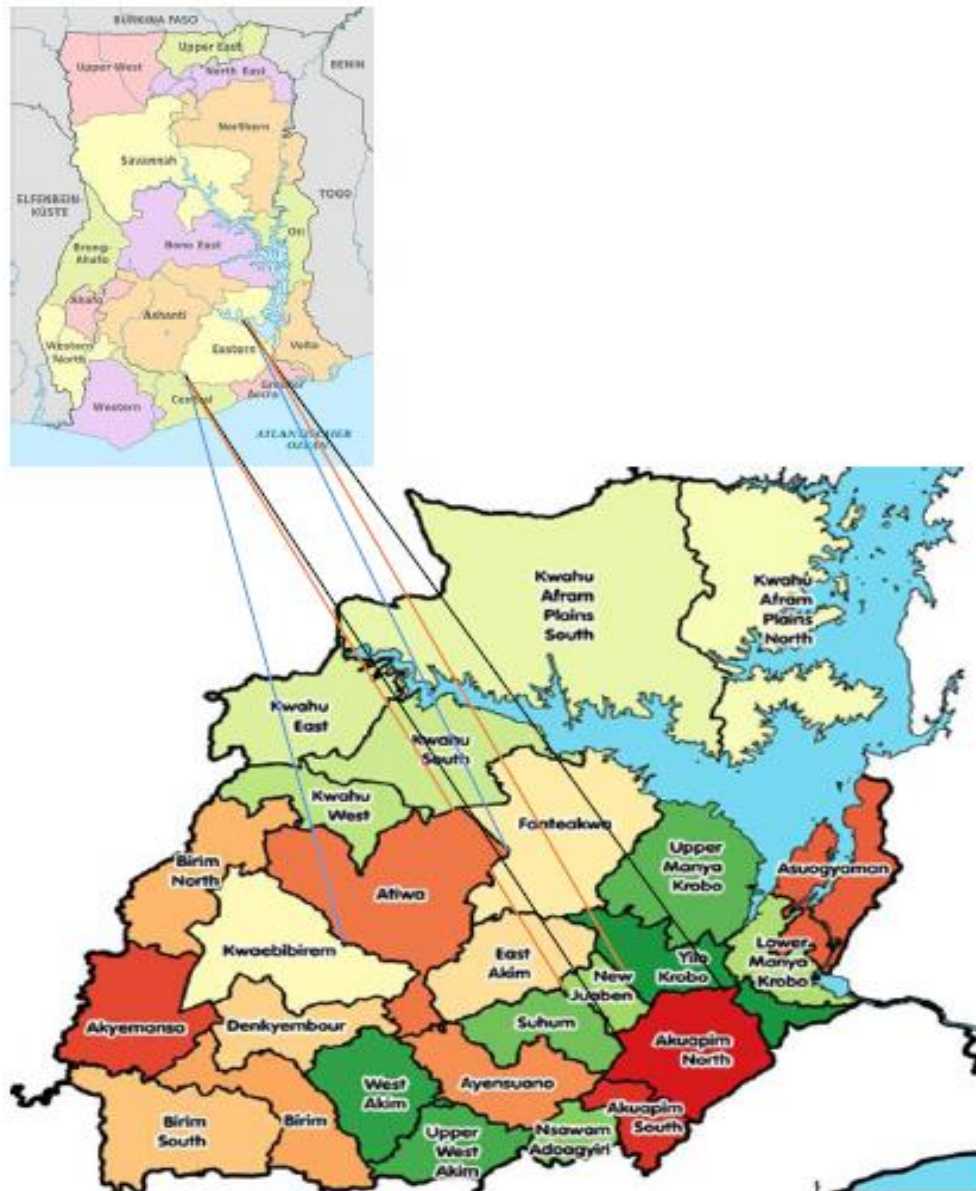 BURKINA FASO
Upper East
Upper-West
North East
BENIN
Northern
Savannah
TOGO
ELFENBEIN-
KÜSTE
Oti
Bono East
Brong-
Ahafo
Ahafo
Ashanti
Western
North
Eastern
Volta
Greater
Accra
Central
Western
ATLANTISCHER
OZEAN
Kwahu
Afram
Plains
South
Kwahu
Afram
Plains
North
Kwahu
East
Kwahu
South
Kwahu
West
Fanteakwa
Upper
Manya
Krobo
Asuogyaman
Birim
North
Atiwa
Kwaebibirem
East
Akim
New
Juaben
Yilo
Krobo
Lower
Manya
Krobo
Akyemansa
Denkyembour
Suhum
Akuapim
North
West
Akim
Ayensuano
Birim
South
Birim
Upper
West
Akim
Nsawam
Adoagyiri
Akuapim
South